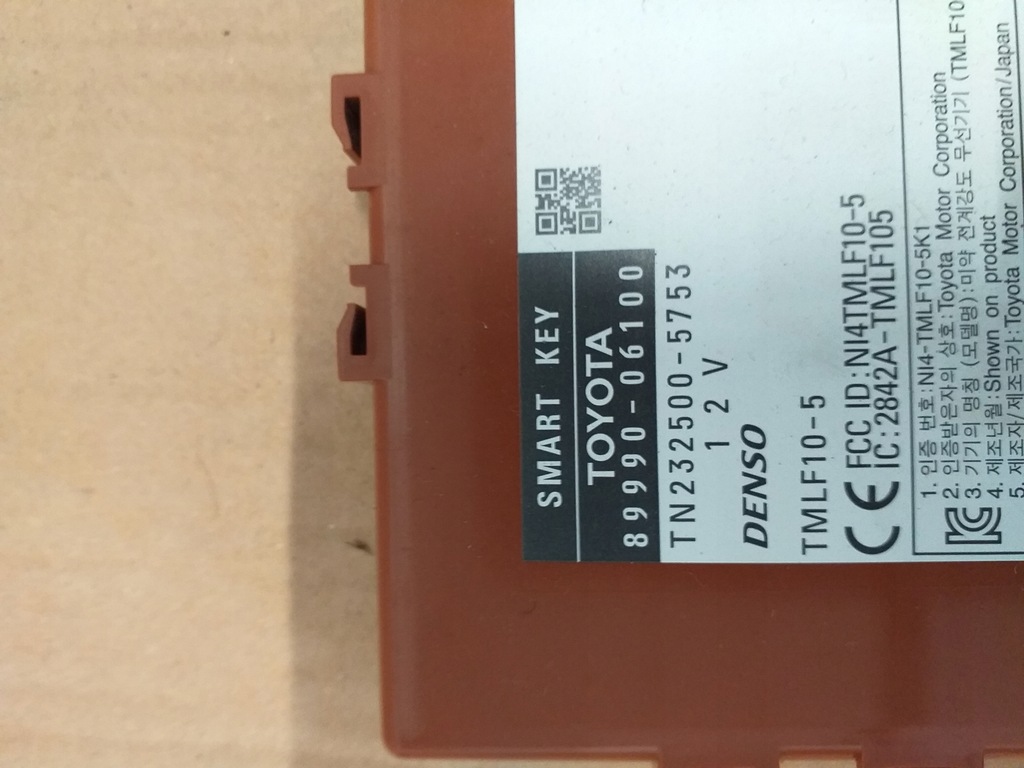 SMART KEY
TOYOTA
89990-06100
TN232500-5753
12V
DENSO
TMLF10-5
CE FCC ID:NI4TMLF10-5
IC:2842A-TMLF105
1. 인증 번호:NI4-TMLF10-5K1
2. 인증받은자의 상호:Toyota Motor Corporation
3. 기기의 명칭 (모델명):미약 전계강도 무선기기 (TMLF10
4. 제조년월:Shown on product
5. 제조자/제조국가:Toyota Motor Corporation/Japan